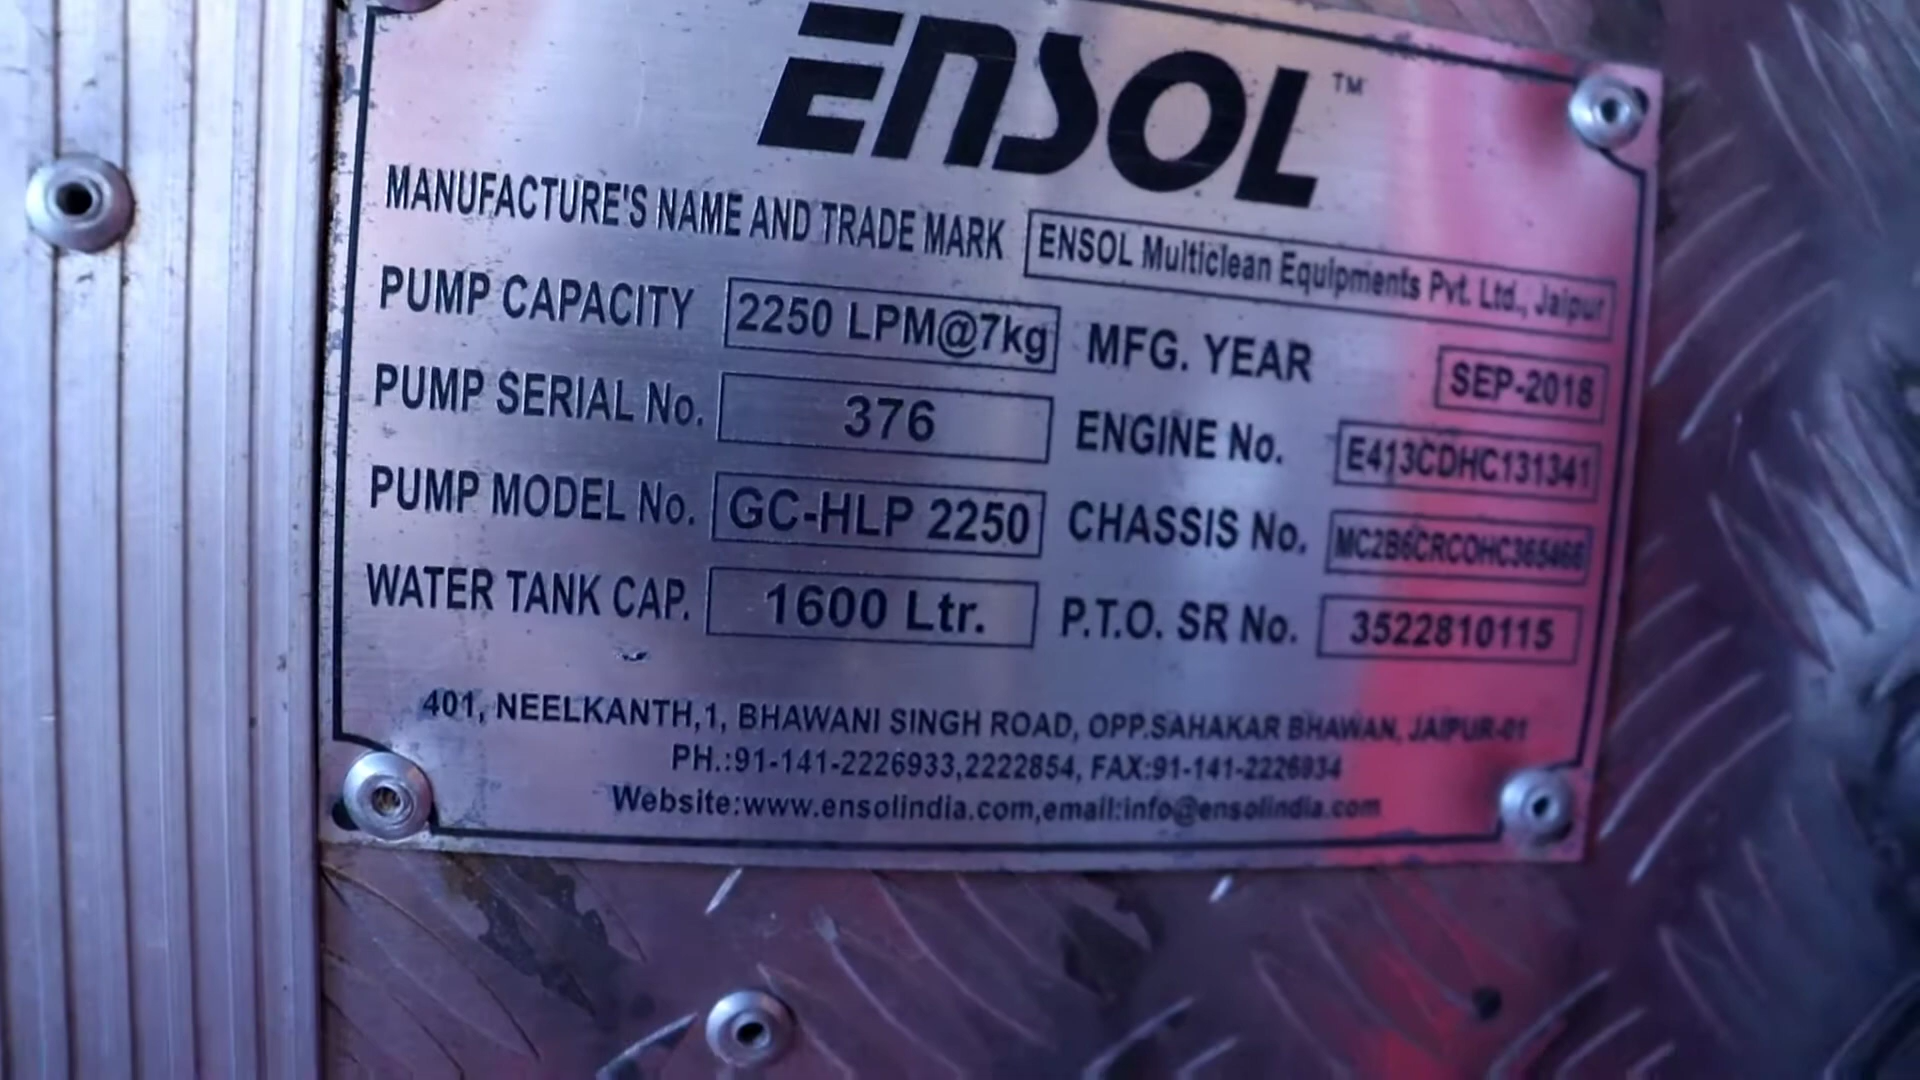 ENSOL™
MANUFACTURE'S NAME AND TRADE MARK ENSOL Multiclean Equipments Pvt. Ltd., Jaipur
PUMP CAPACITY 2250 LPM@7kg MFG. YEAR SEP-2018
PUMP SERIAL No. 376 ENGINE No. E413CDHC131341
PUMP MODEL No. GC-HLP 2250 CHASSIS No.
WATER TANK CAP. 1600 Ltr. P.T.O. SR No. 3522810115
401, NEELKANTH,1, BHAWANI SINGH ROAD, OPP.SAHAKAR BHAWAN, JAIPUR-01
PH.:91-141-2226933,2222854, FAX:91-141-2226934
Website:www.ensolindia.com,email:info@ensolindia.com